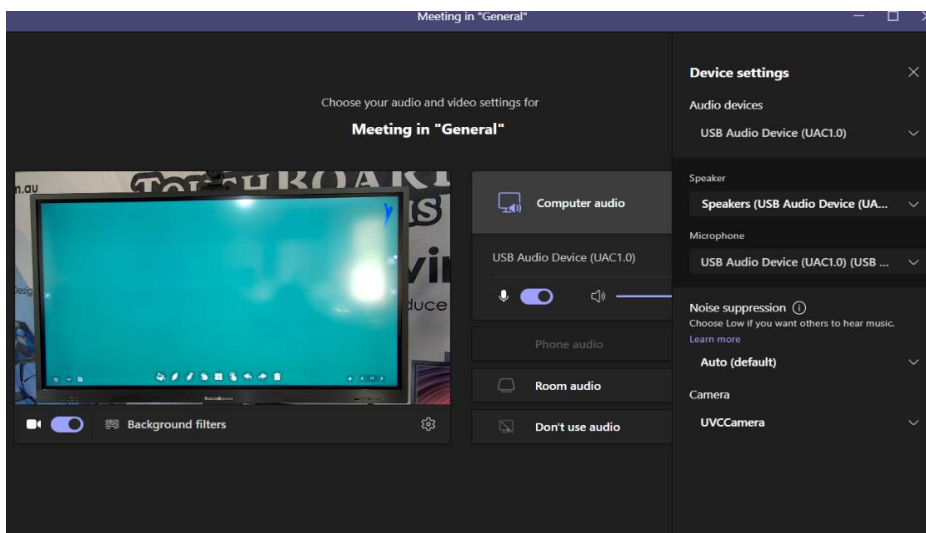 Meeting in "General"
Choose your audio and video settings for
Meeting in "General"
n.au
vi
duce
Background filters
Computer audio
USB Audio Device (UAC1.0)
Phone audio
Room audio
Don't use audio
Device settings
Audio devices
USB Audio Device (UAC1.0)
Speaker
Speakers (USB Audio Device (UA...
Microphone
USB Audio Device (UAC1.0) (USB ...
Noise suppression
Choose Low if you want others to hear music.
Learn more
Auto (default)
Camera
UVCCamera